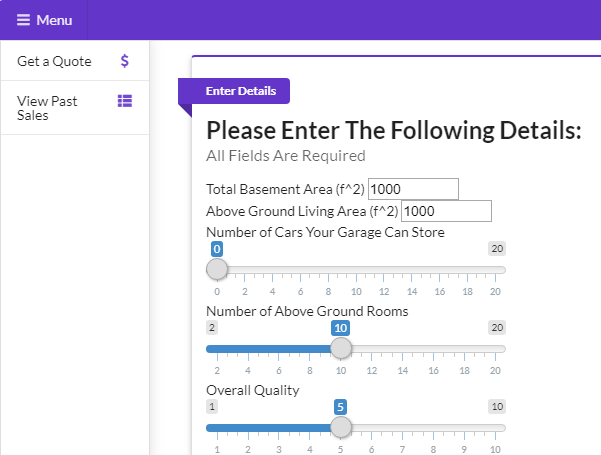 Menu
Get a Quote $
View Past
Sales
Enter Details
Please Enter The Following Details:
All Fields Are Required
Total Basement Area (f^2) 1000
Above Ground Living Area (f^2) 1000
Number of Cars Your Garage Can Store
0 20
0 2 4 6 8 10 12 14 16 18 20
Number of Above Ground Rooms
2 10 20
2 4 6 8 10 12 14 16 18 20
Overall Quality
1 5 10
1 2 3 4 5 6 7 8 9 10